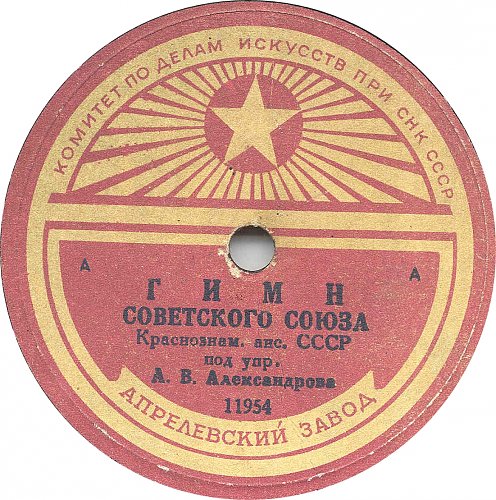 КОМИТЕТ ПО ДЕЛАМ ИСКУССТВ ПРИ СНК СССР
А А
ГИМН
СОВЕТСКОГО СОЮЗА
Краснознам. анс. СССР
под упр.
А. В. Александрова
11954
АПРЕЛЕВСКИЙ ЗАВОД